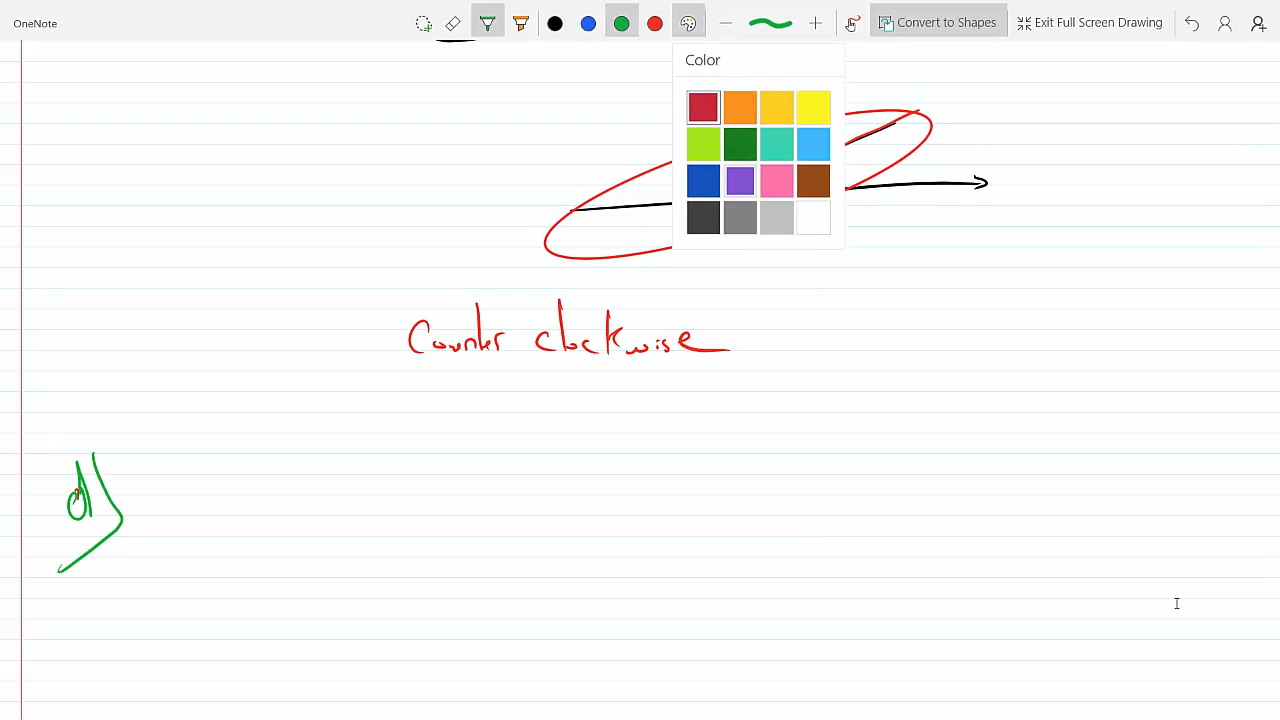 OneNote
Convert to Shapes
Exit Full Screen Drawing
Color
Counter clockwise
d)